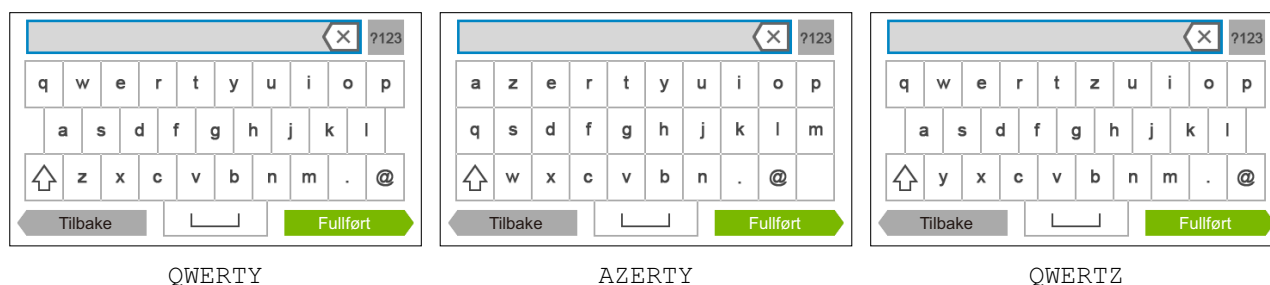 ?123 ?123 ?123
q w e r t y u i o p a z e r t y u i o p q w e r t z u i o p
a s d f g h j k l q s d f g h j k l m a s d f g h j k l
z x c v b n m . @ w x c v b n . @ y x c v b n m . @
Tilbake Fullført Tilbake Fullført Tilbake Fullført
QWERTY AZERTY QWERTZ